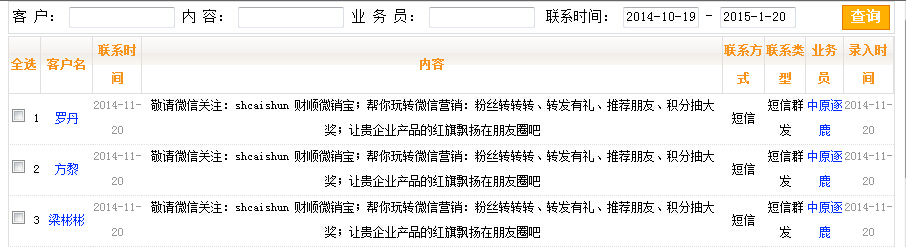 客 户： 内 容： 业 务 员： 联系时间： 2014-10-19 - 2015-1-20 查询
全选 客户名 联系时间 内容 联系方式 联系类型 业务员 录入时间
1 罗丹 2014-11-20 敬请微信关注：shcaishun 财顺微销宝；帮你玩转微信营销：粉丝转转转、转发有礼、推荐朋友、积分抽大奖；让贵企业产品的红旗飘扬在朋友圈吧 短信 短信群发 中原逐鹿 2014-11-20
2 方黎 2014-11-20 敬请微信关注：shcaishun 财顺微销宝；帮你玩转微信营销：粉丝转转转、转发有礼、推荐朋友、积分抽大奖；让贵企业产品的红旗飘扬在朋友圈吧 短信 短信群发 中原逐鹿 2014-11-20
3 梁彬彬 2014-11-20 敬请微信关注：shcaishun 财顺微销宝；帮你玩转微信营销：粉丝转转转、转发有礼、推荐朋友、积分抽大奖；让贵企业产品的红旗飘扬在朋友圈吧 短信 短信群发 中原逐鹿 2014-11-20